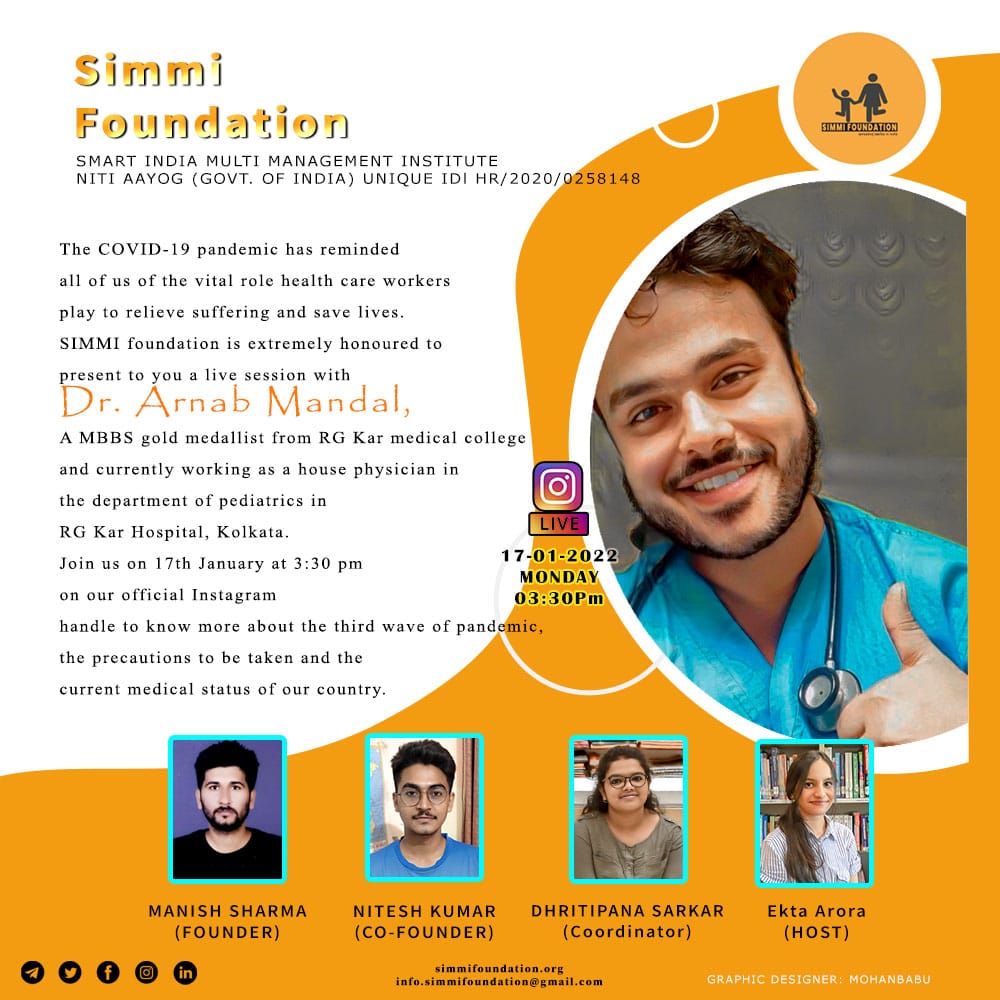 Simmi
Foundation
SMART INDIA MULTI MANAGEMENT INSTITUTE
NITI AAYOG (GOVT. OF INDIA) UNIQUE IDl HR/2020/0258148
SIMMI FOUNDATION
The COVID-19 pandemic has reminded
all of us of the vital role health care workers
play to relieve suffering and save lives.
SIMMI foundation is extremely honoured to
present to you a live session with
Dr. Arnab Mandal,
A MBBS gold medallist from RG Kar medical college
and currently working as a house physician in
the department of pediatrics in
RG Kar Hospital, Kolkata.
Join us on 17th January at 3:30 pm
on our official Instagram
handle to know more about the third wave of pandemic,
the precautions to be taken and the
current medical status of our country.
LIVE
17-01-2022
MONDAY
03:30Pm
MANISH SHARMA
(FOUNDER)
NITESH KUMAR
(CO-FOUNDER)
DHRITIPANA SARKAR
(Coordinator)
Ekta Arora
(HOST)
simmifoundation.org
info.simmifoundation@gmail.com
GRAPHIC DESIGNER: MOHANBABU